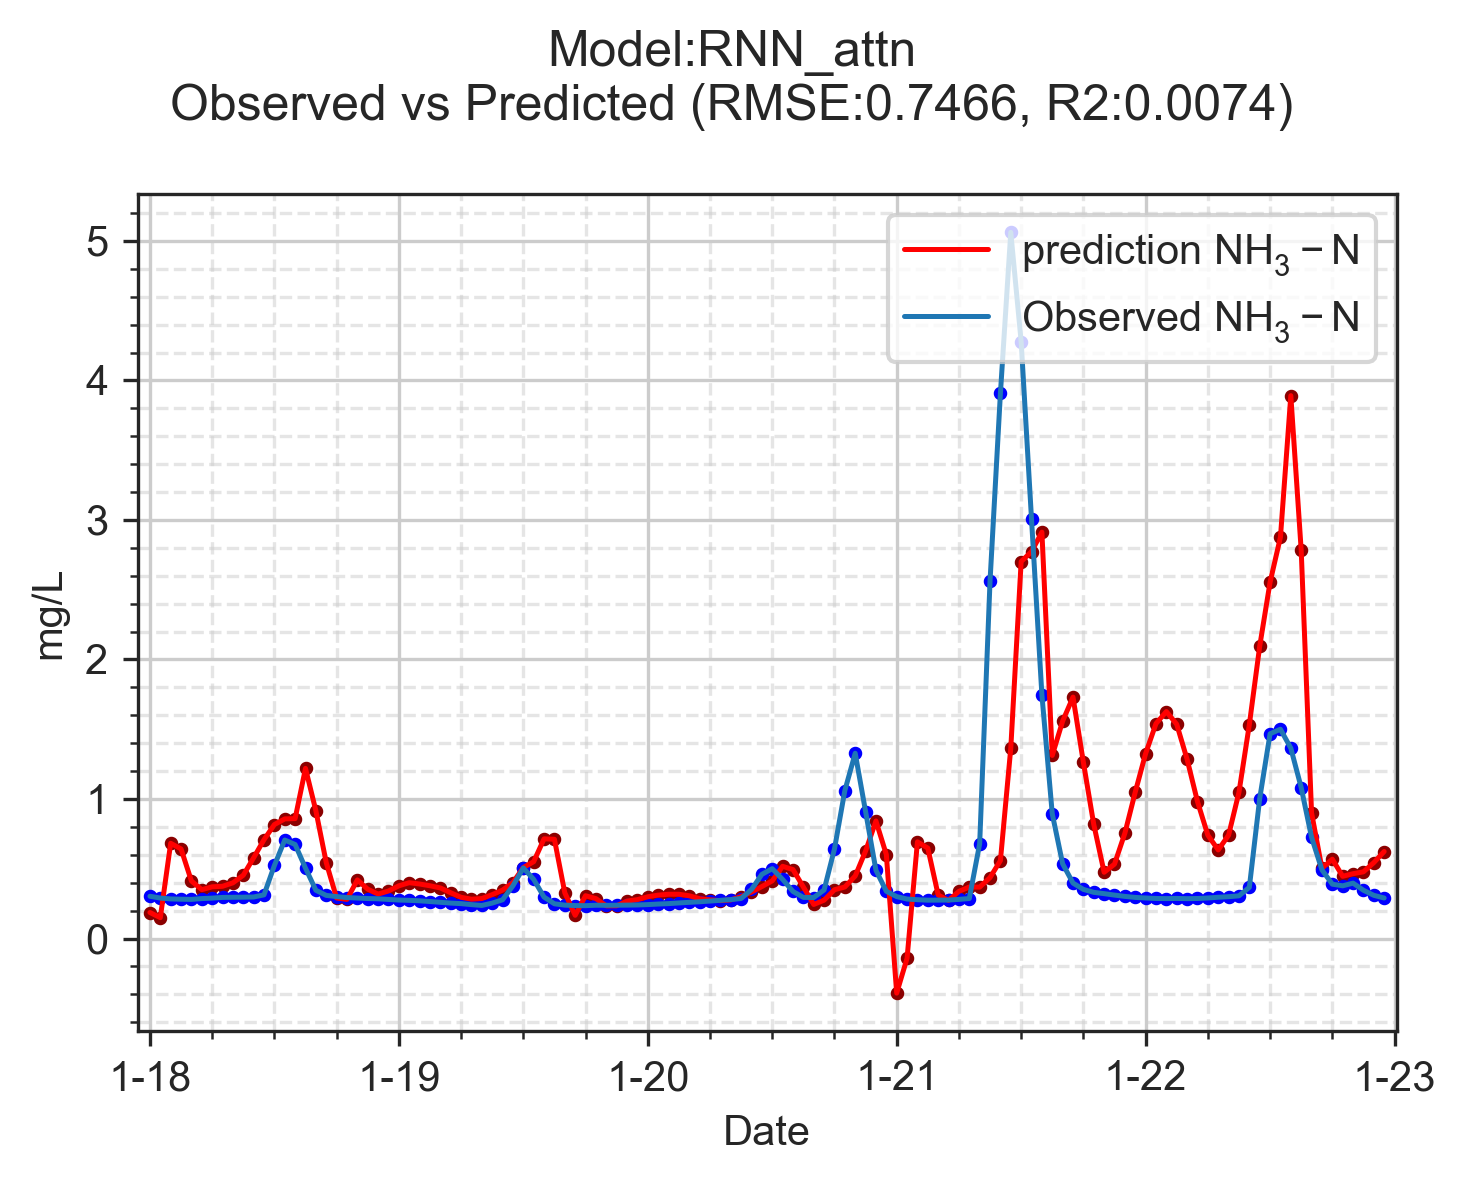 Model:RNN_attn
Observed vs Predicted (RMSE:0.7466, R2:0.0074)
prediction NH₃ − N
Observed NH₃ − N
5
4
3
2
1
0
mg/L
1-18 1-19 1-20 1-21 1-22 1-23
Date